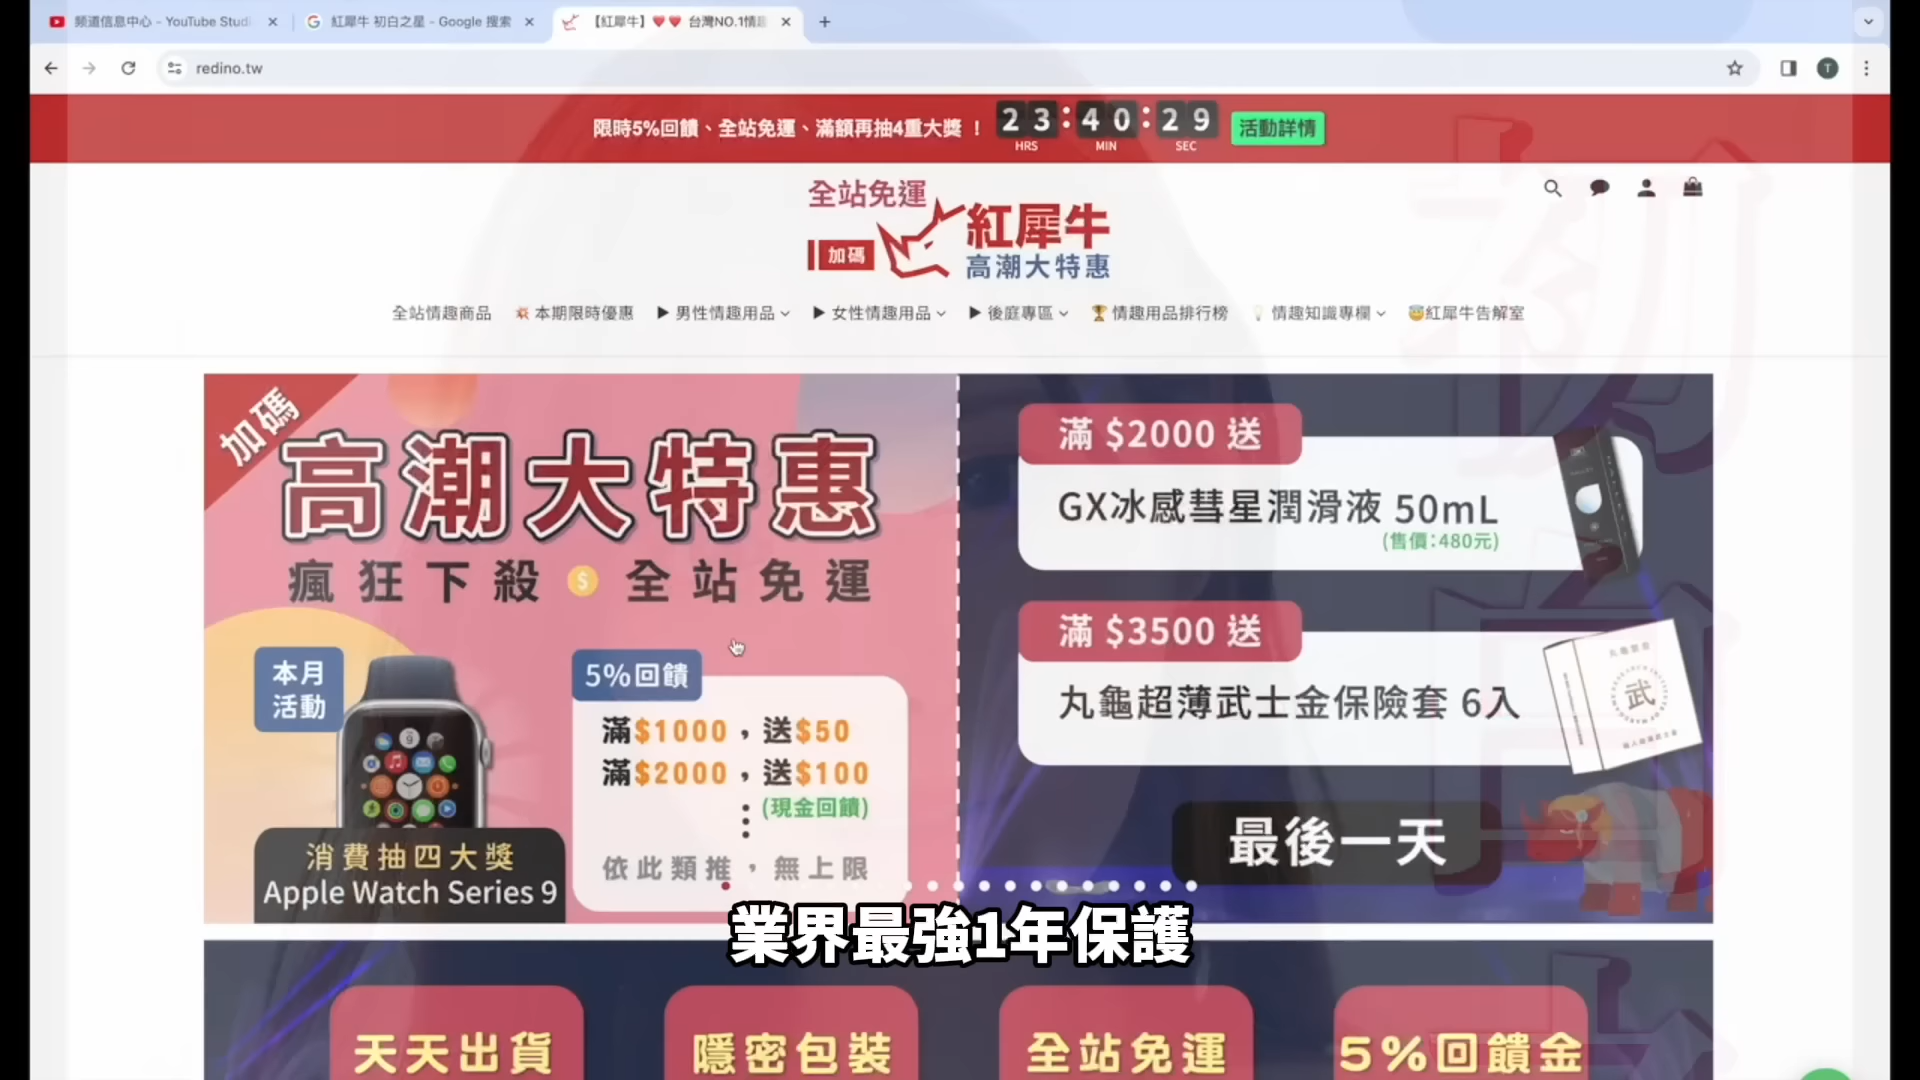 頻道信息中心 - YouTube Studi
紅犀牛 初白之星 - Google 搜索
【紅犀牛】❤️❤️ 台灣NO.1情趣
redino.tw
限時5%回饋、全站免運、滿額再抽4重大獎 !
23:40:29
HRS MIN SEC
活動詳情
全站免運
加碼
紅犀牛
高潮大特惠
全站情趣商品
💥 本期限時優惠
▶ 男性情趣用品
▶ 女性情趣用品
▶ 後庭專區
🏆 情趣用品排行榜
💡 情趣知識專欄
😇紅犀牛告解室
加碼
高潮大特惠
瘋狂下殺 $ 全站免運
本月
活動
消費抽四大獎
Apple Watch Series 9
5%回饋
滿$1000,送$50
滿$2000,送$100
(現金回饋)
依此類推,無上限
滿 $2000 送
GX冰感彗星潤滑液 50mL
(售價:480元)
滿 $3500 送
丸龜超薄武士金保險套 6入
武
最後一天
業界最強1年保護
天天出貨
隱密包裝
全站免運
5%回饋金
初
白
T